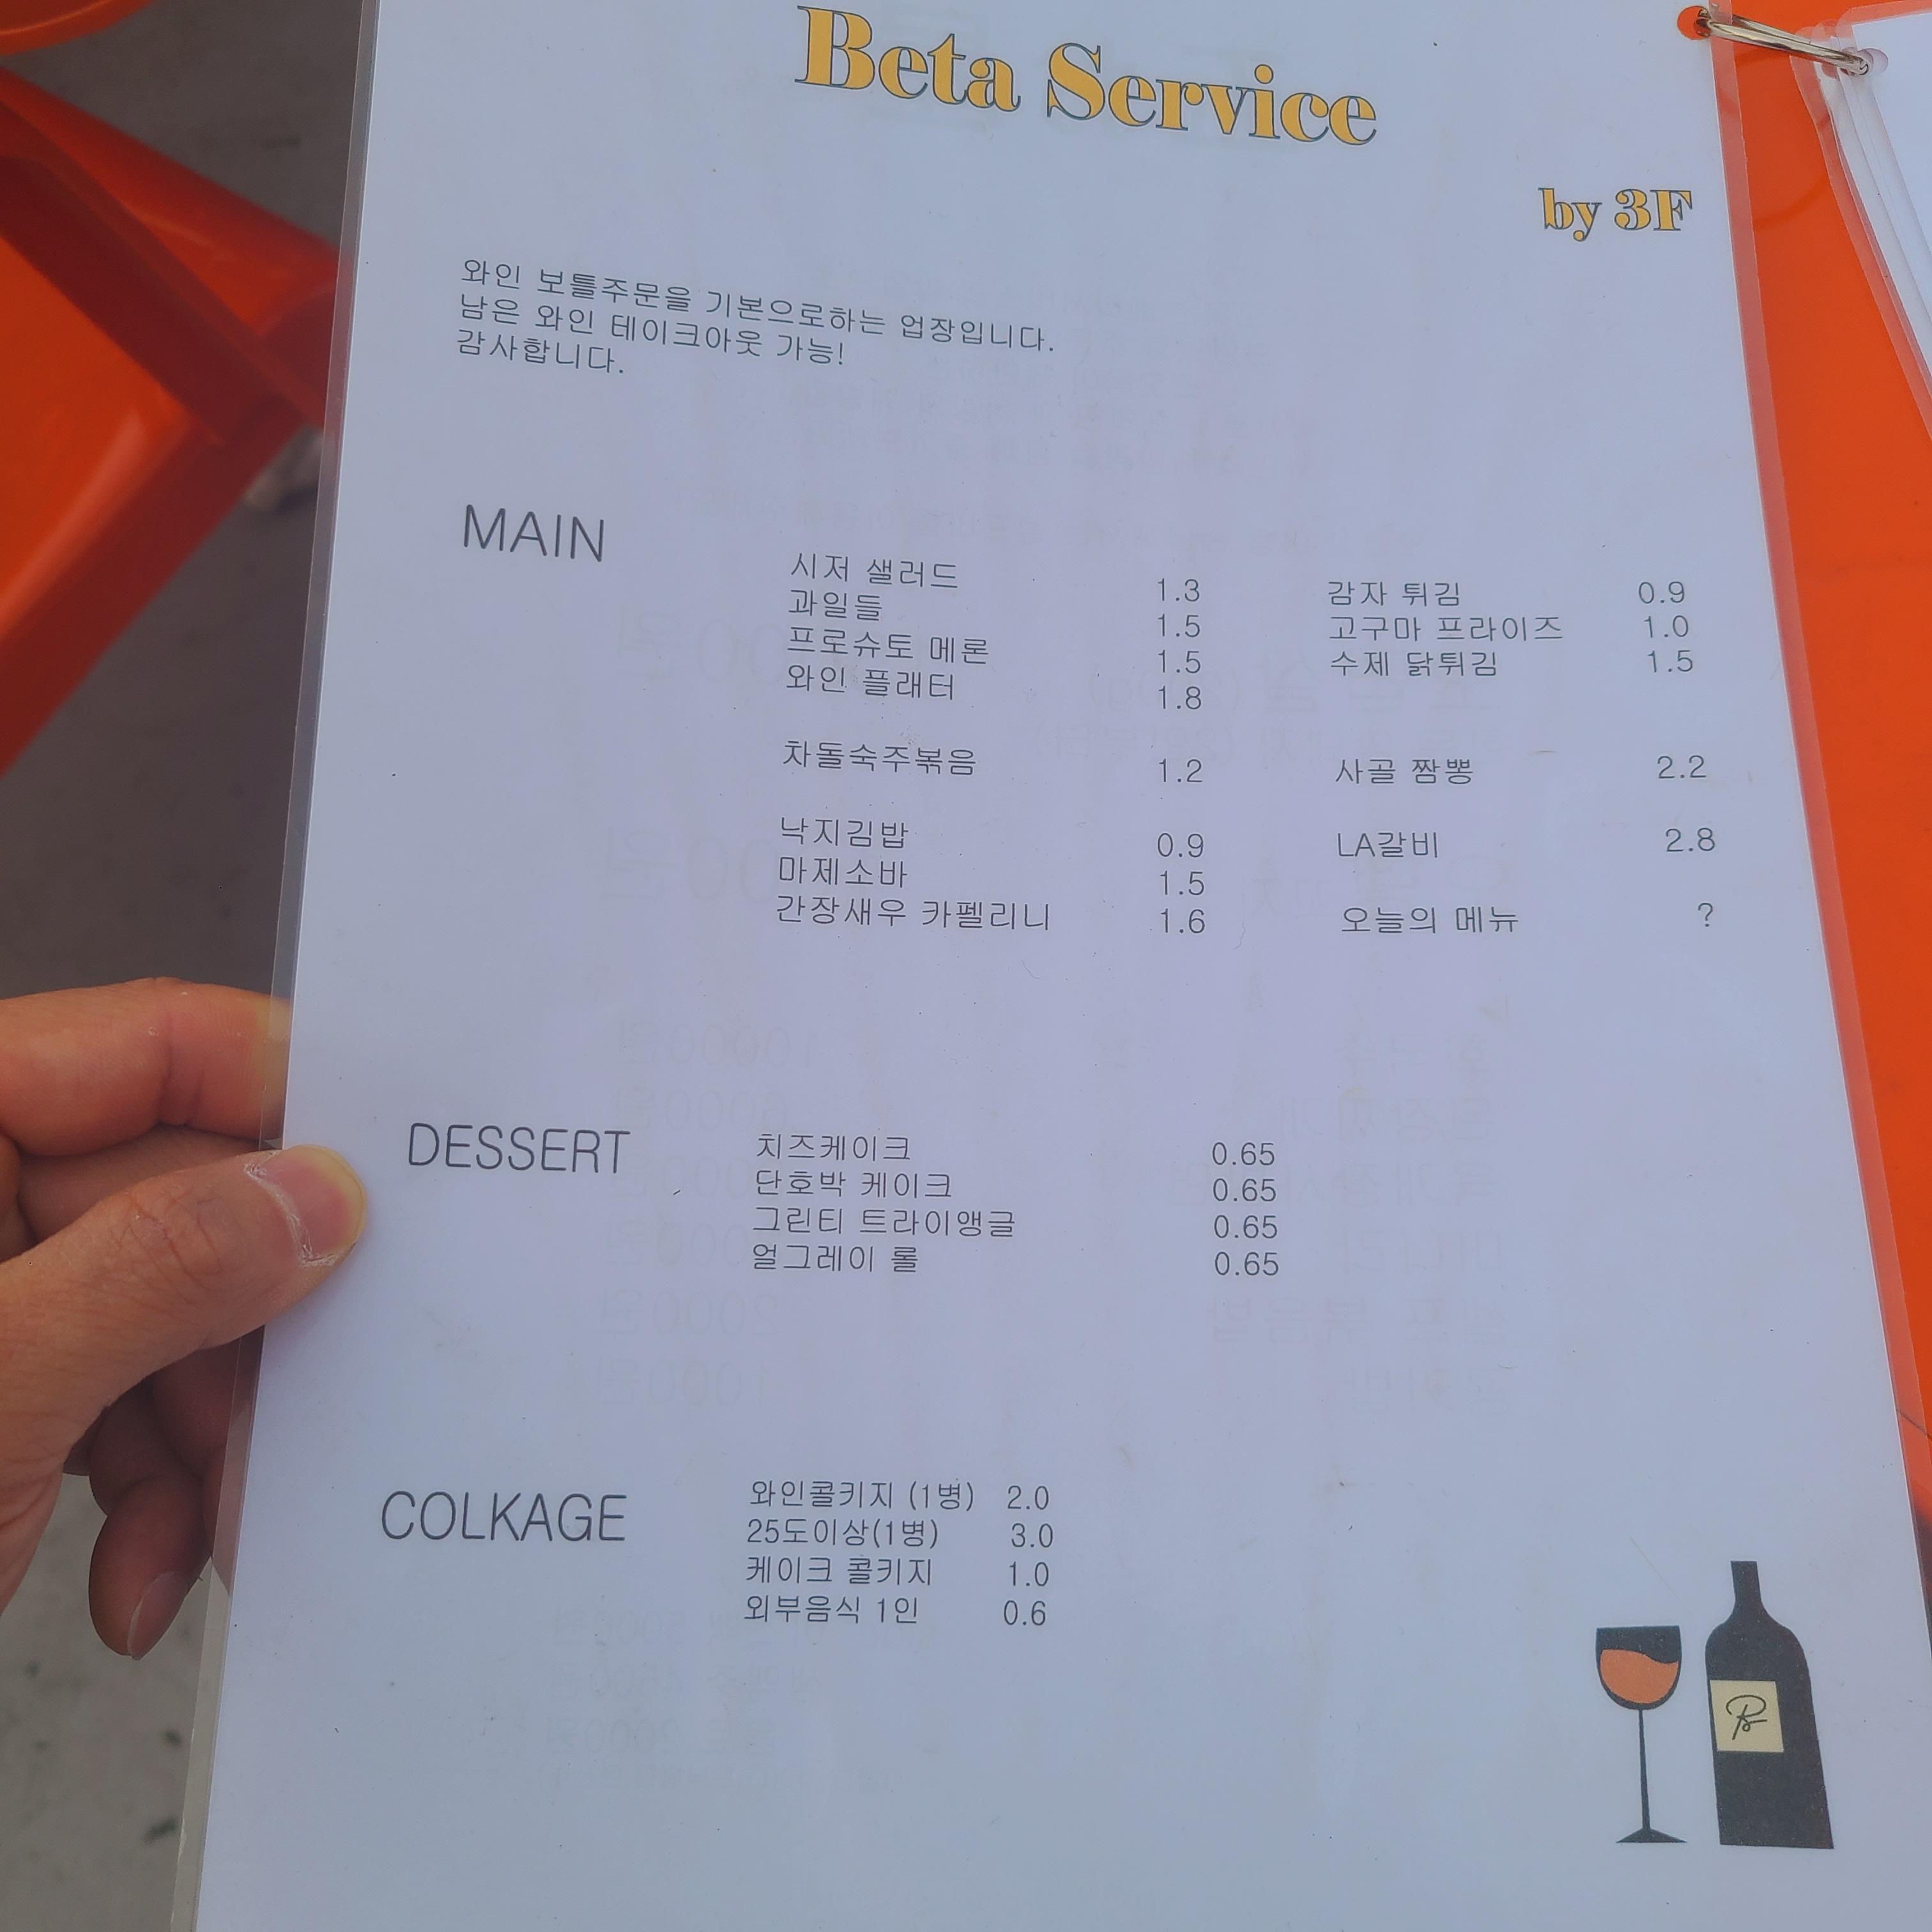 Beta Service
by 3F
와인 보틀주문을 기본으로하는 업장입니다.
남은 와인 테이크아웃 가능!
감사합니다.
MAIN
시저 샐러드 1.3 감자 튀김 0.9
과일들 1.5 고구마 프라이즈 1.0
프로슈토 메론 1.5 수제 닭튀김 1.5
와인 플래터 1.8
차돌숙주볶음 1.2 사골 짬뽕 2.2
낙지김밥 0.9 LA갈비 2.8
마제소바 1.5
간장새우 카펠리니 1.6 오늘의 메뉴 ?
DESSERT
치즈케이크 0.65
단호박 케이크 0.65
그린티 트라이앵글 0.65
얼그레이 롤 0.65
COLKAGE
와인콜키지 (1병) 2.0
25도이상(1병) 3.0
케이크 콜키지 1.0
외부음식 1인 0.6